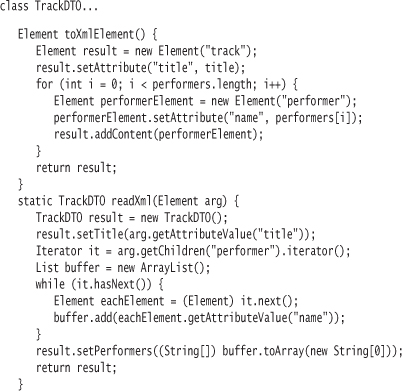 class TrackDTO...
Element toXmlElement() {
Element result = new Element("track");
result.setAttribute("title", title);
for (int i = 0; i < performers.length; i++) {
Element performerElement = new Element("performer");
performerElement.setAttribute("name", performers[i]);
result.addContent(performerElement);
}
return result;
}
static TrackDTO readXml(Element arg) {
TrackDTO result = new TrackDTO();
result.setTitle(arg.getAttributeValue("title"));
Iterator it = arg.getChildren("performer").iterator();
List buffer = new ArrayList();
while (it.hasNext()) {
Element eachElement = (Element) it.next();
buffer.add(eachElement.getAttributeValue("name"));
}
result.setPerformers((String[]) buffer.toArray(new String[0]));
return result;
}